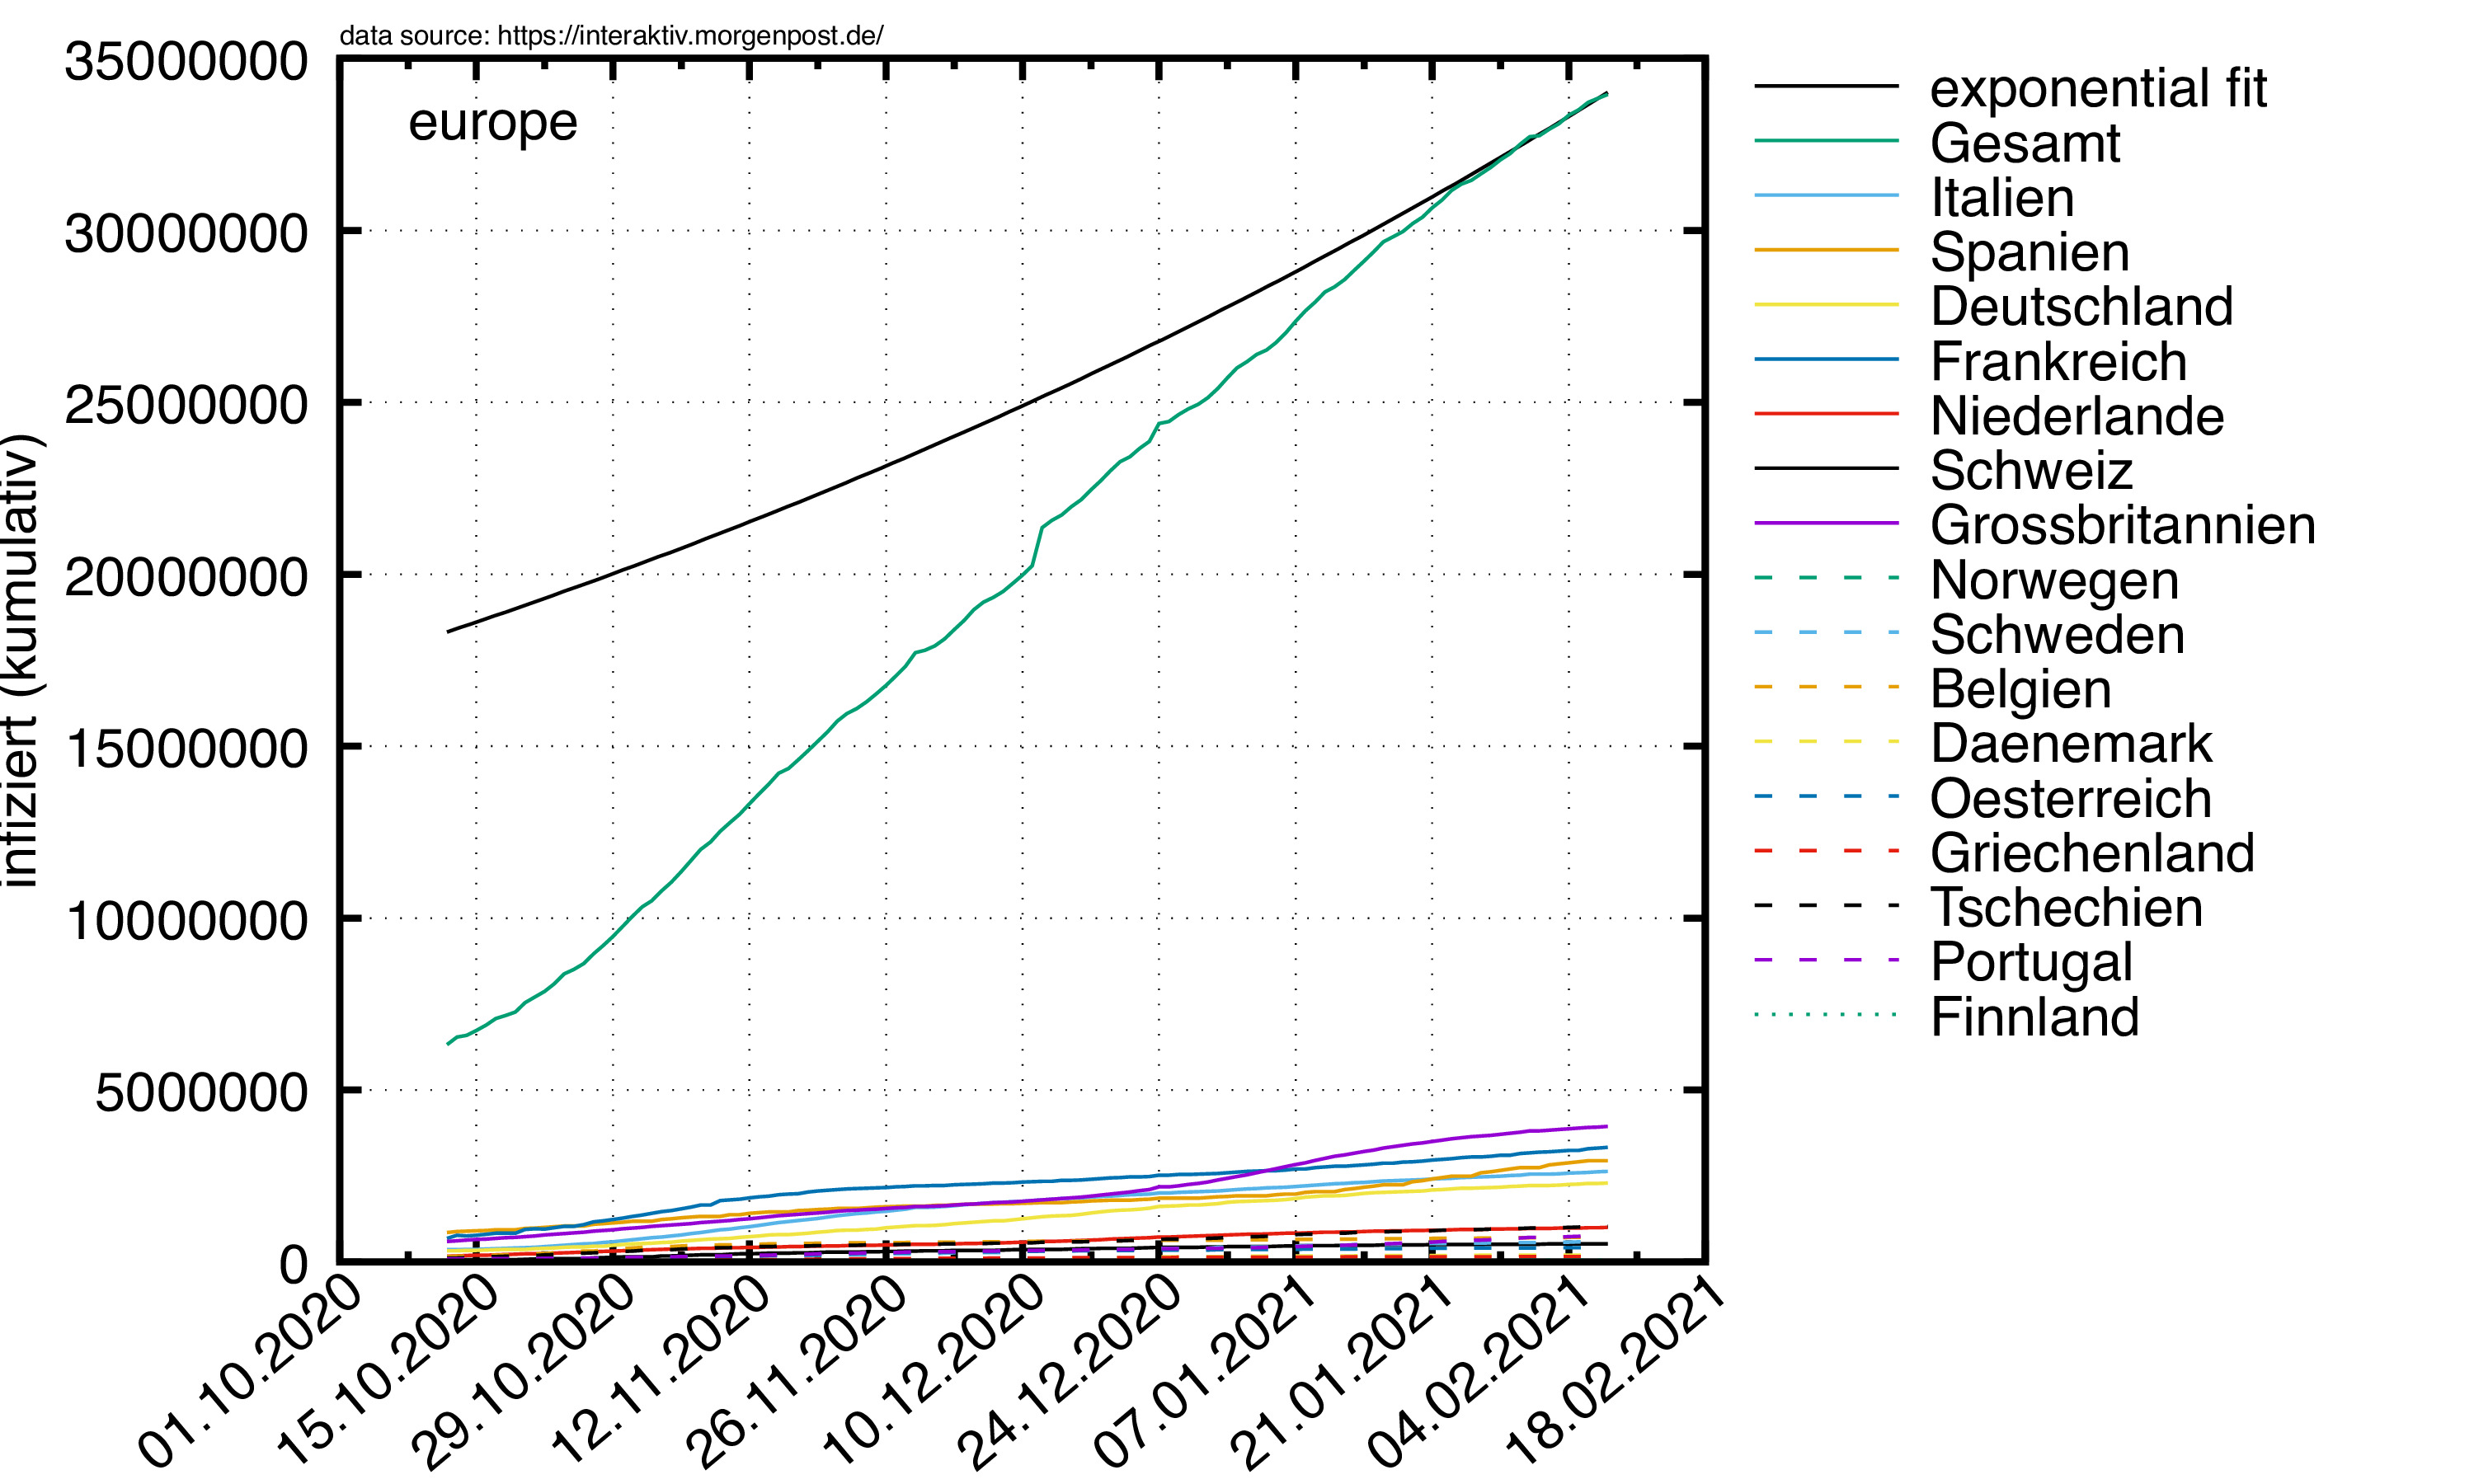 data source: https://interaktiv.morgenpost.de/
35000000
30000000
25000000
20000000
15000000
10000000
5000000
0
infiziert (kumulativ)
europe
exponential fit
Gesamt
Italien
Spanien
Deutschland
Frankreich
Niederlande
Schweiz
Grossbritannien
Norwegen
Schweden
Belgien
Daenemark
Oesterreich
Griechenland
Tschechien
Portugal
Finnland
01.10.2020
15.10.2020
29.10.2020
12.11.2020
26.11.2020
10.12.2020
24.12.2020
07.01.2021
21.01.2021
04.02.2021
18.02.2021